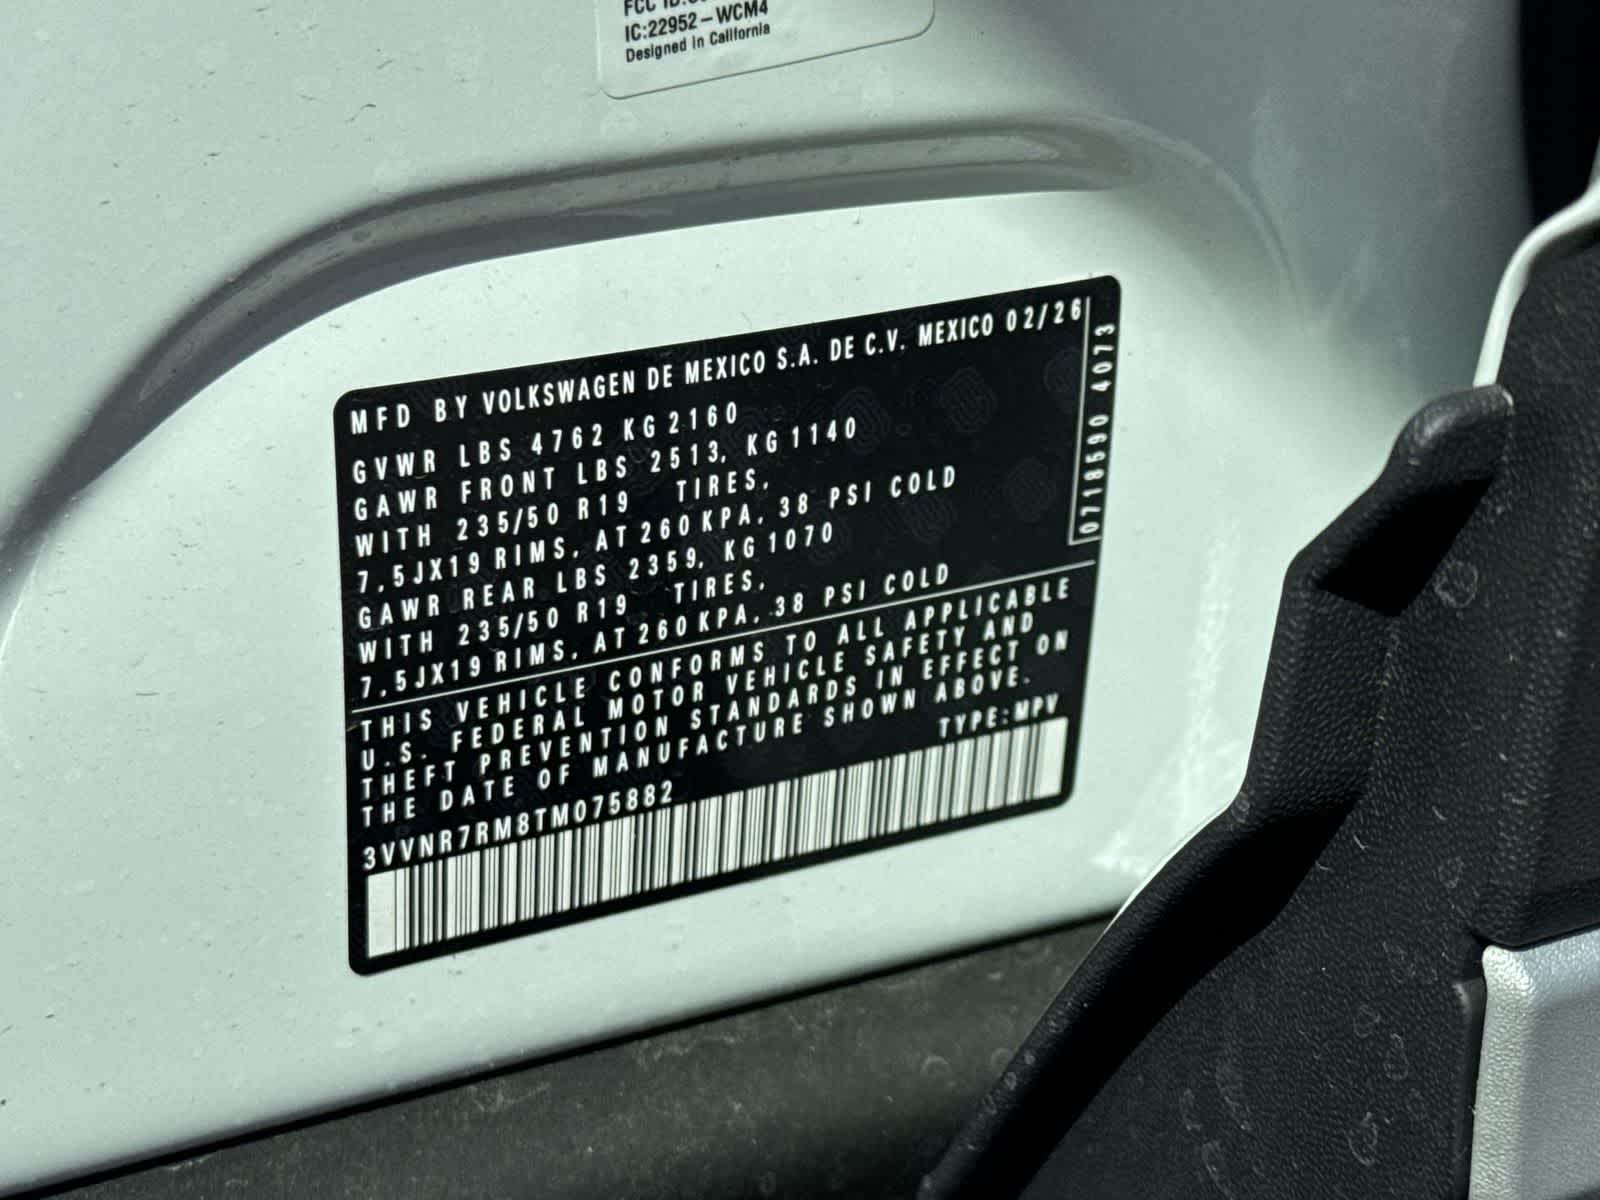 IC:22952-WCM4
Designed in California
MFD BY VOLKSWAGEN DE MEXICO S.A. DE C.V. MEXICO 02/26
GVWR LBS 4762 KG 2160
GAWR FRONT LBS 2513, KG 1140
WITH 235/50 R19 TIRES,
7,5JX19 RIMS, AT 260 KPA, 38 PSI COLD
GAWR REAR LBS 2359, KG 1070
WITH 235/50 R19 TIRES,
7,5JX19 RIMS, AT 260 KPA, 38 PSI COLD
0718590 4073
THIS VEHICLE CONFORMS TO ALL APPLICABLE
U.S. FEDERAL MOTOR VEHICLE SAFETY AND
THEFT PREVENTION STANDARDS IN EFFECT ON
THE DATE OF MANUFACTURE SHOWN ABOVE.
TYPE:MPV
3VVNR7RM8TM075882